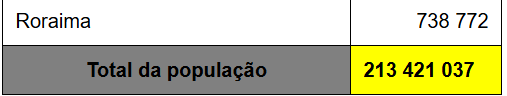 Roraima 738 772
Total da população 213 421 037